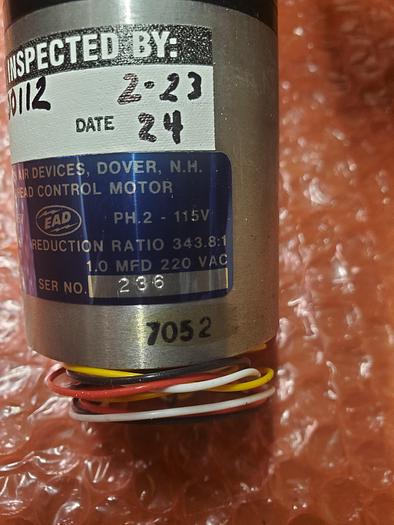 INSPECTED BY:
0112 2-23
DATE 24
AIR DEVICES, DOVER, N.H.
HEAD CONTROL MOTOR
EAD PH.2 - 115V
REDUCTION RATIO 343.8:1
1.0 MFD 220 VAC
SER NO. 236
7052